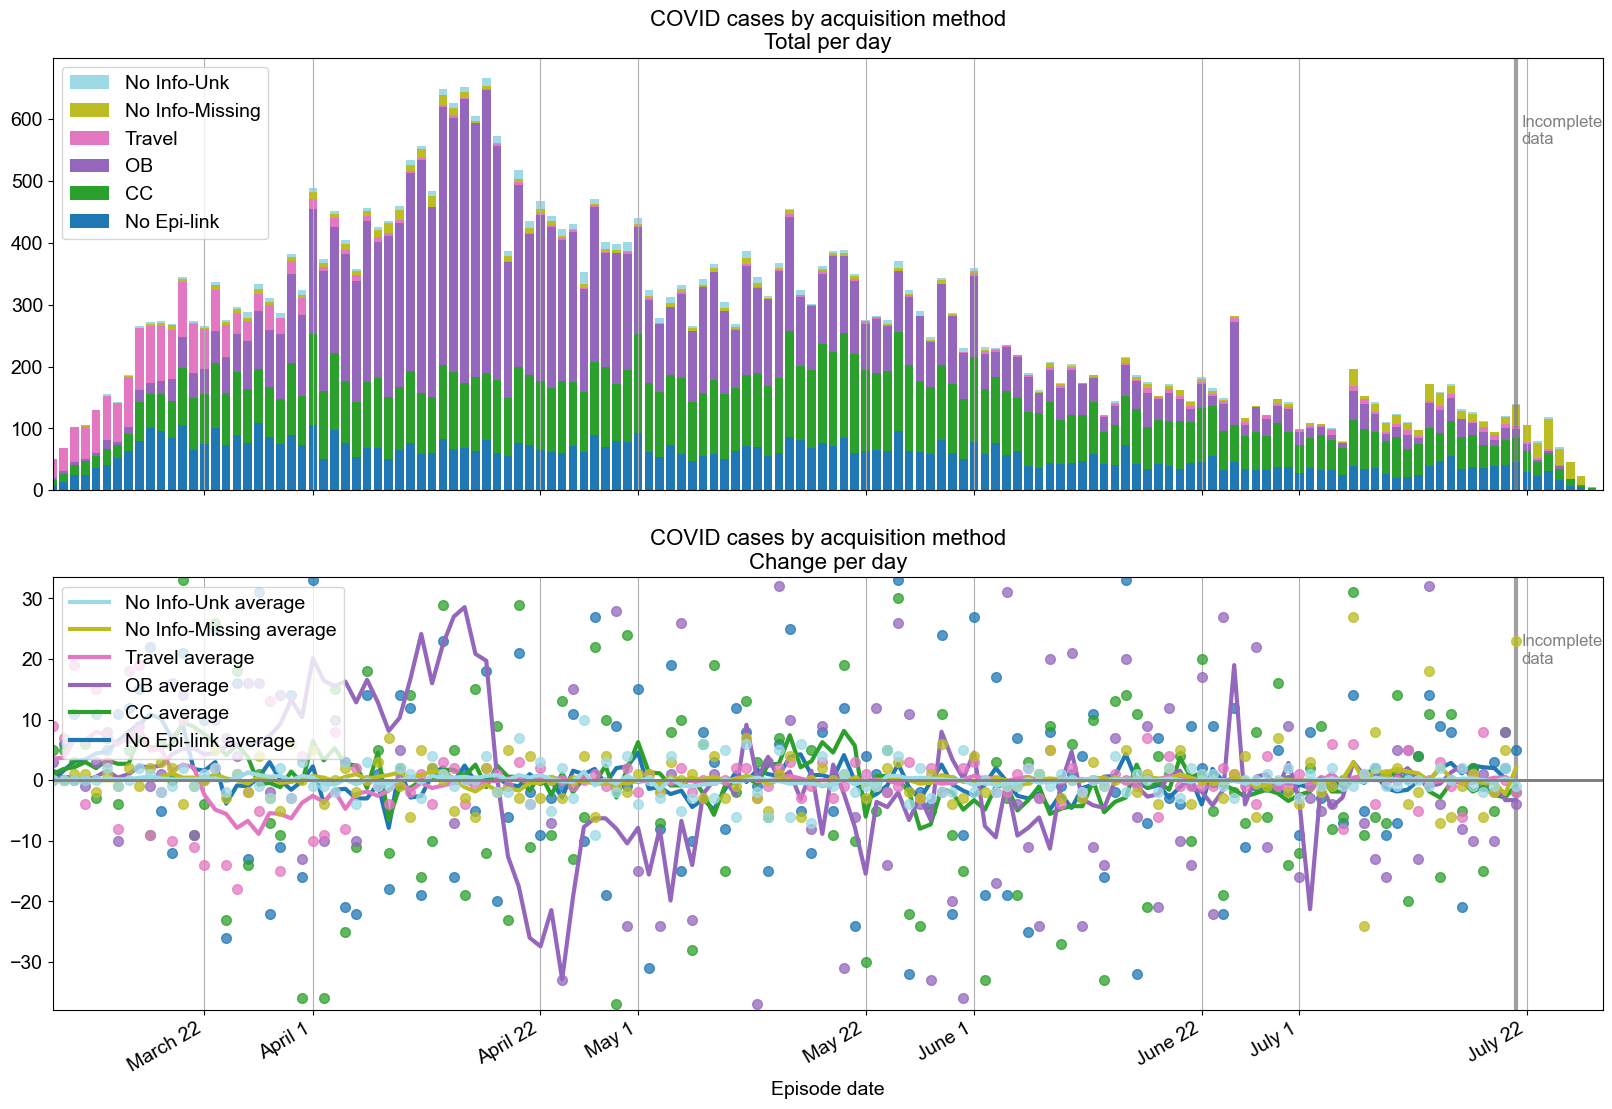 COVID cases by acquisition method
Total per day
No Info-Unk
No Info-Missing
Travel
OB
CC
No Epi-link
600
500
400
300
200
100
0
Incomplete
data
COVID cases by acquisition method
Change per day
No Info-Unk average
No Info-Missing average
Travel average
OB average
CC average
No Epi-link average
30
20
10
0
−10
−20
−30
Incomplete
data
March 22
April 1
April 22
May 1
May 22
June 1
June 22
July 1
July 22
Episode date